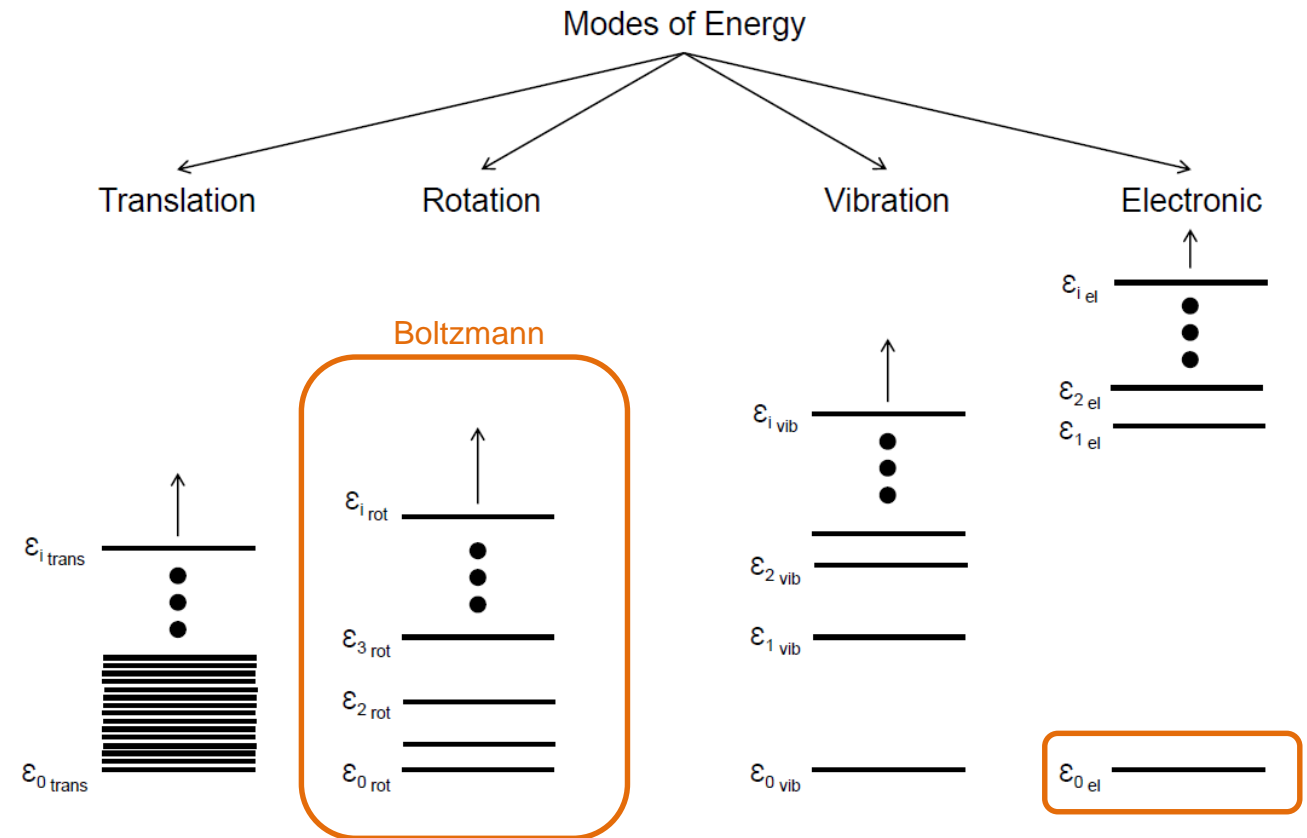 Modes of Energy
Translation Rotation Vibration Electronic
Boltzmann
εi trans
ε0 trans
εi rot
ε3 rot
ε2 rot
ε0 rot
εi vib
ε2 vib
ε1 vib
ε0 vib
εi el
ε2 el
ε1 el
ε0 el